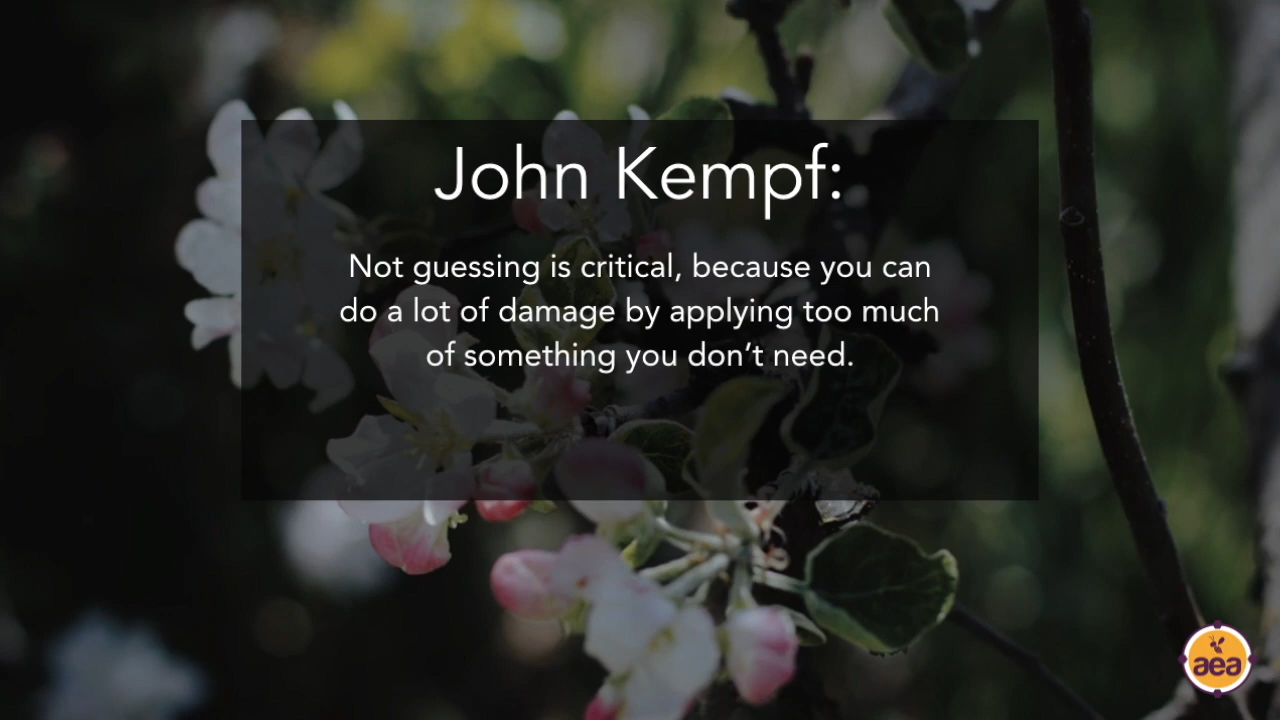 John Kempf:
Not guessing is critical, because you can
do a lot of damage by applying too much
of something you don’t need.
aea